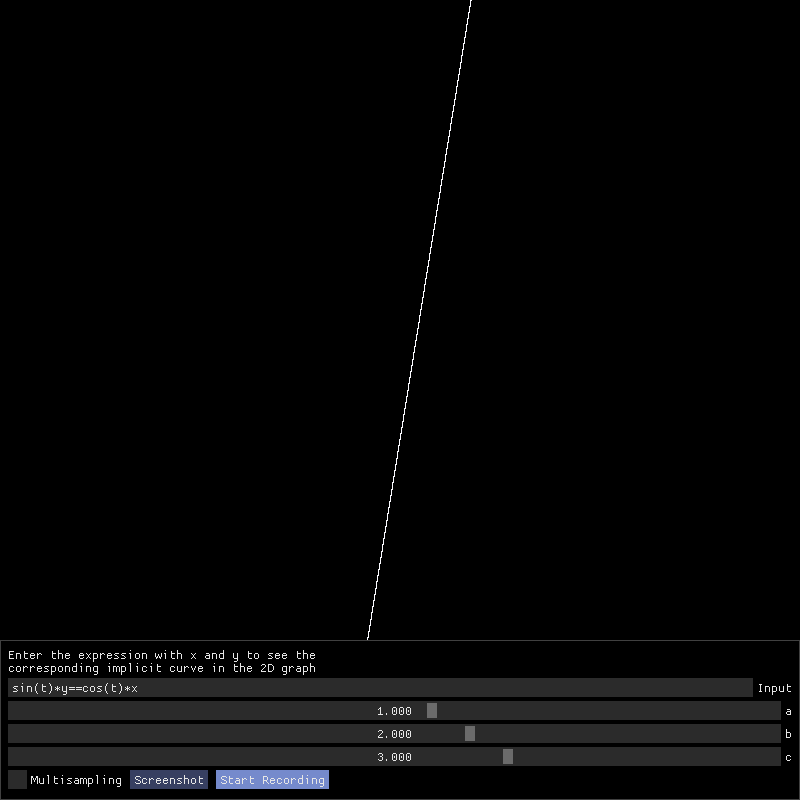 Enter the expression with x and y to see the
corresponding implicit curve in the 2D graph
sin(t)*y==cos(t)*x Input
1.000 a
2.000 b
3.000 c
Multisampling Screenshot Start Recording